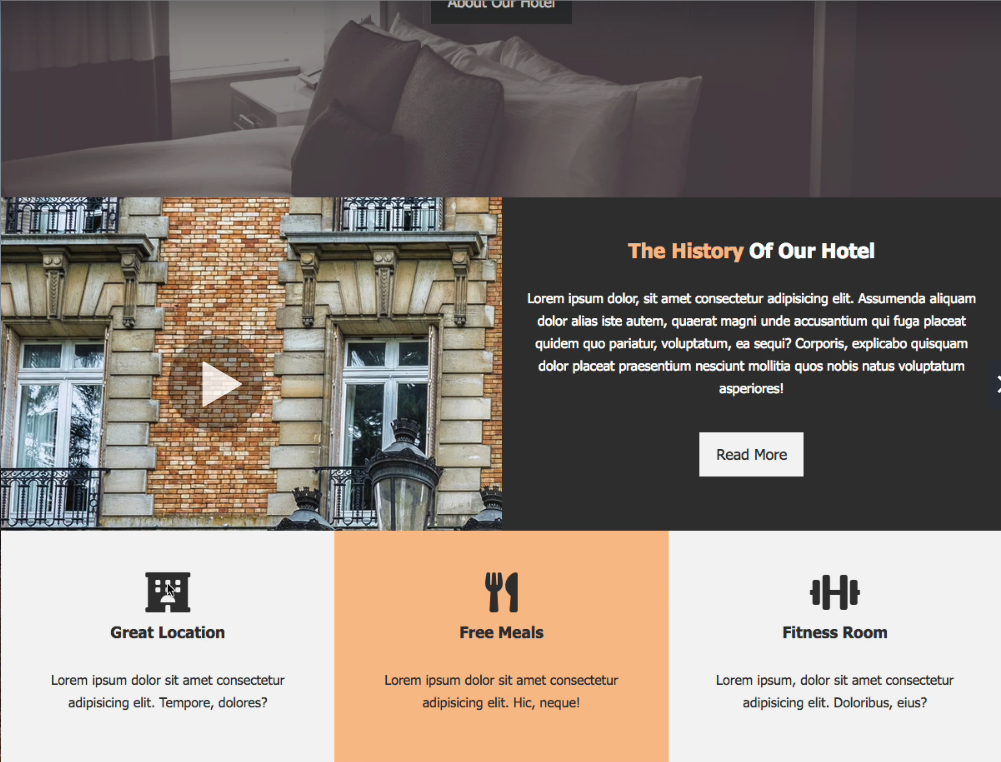 About Our Hotel
The History Of Our Hotel
Lorem ipsum dolor, sit amet consectetur adipisicing elit. Assumenda aliquam
dolor alias iste autem, quaerat magni unde accusantium qui fuga placeat
quidem quo pariatur, voluptatum, ea sequi? Corporis, explicabo quisquam
dolor placeat praesentium nesciunt mollitia quos nobis natus voluptatum
asperiores!
Read More
Great Location
Lorem ipsum dolor sit amet consectetur
adipisicing elit. Tempore, dolores?
Free Meals
Lorem ipsum dolor sit amet consectetur
adipisicing elit. Hic, neque!
Fitness Room
Lorem ipsum, dolor sit amet consectetur
adipisicing elit. Doloribus, eius?